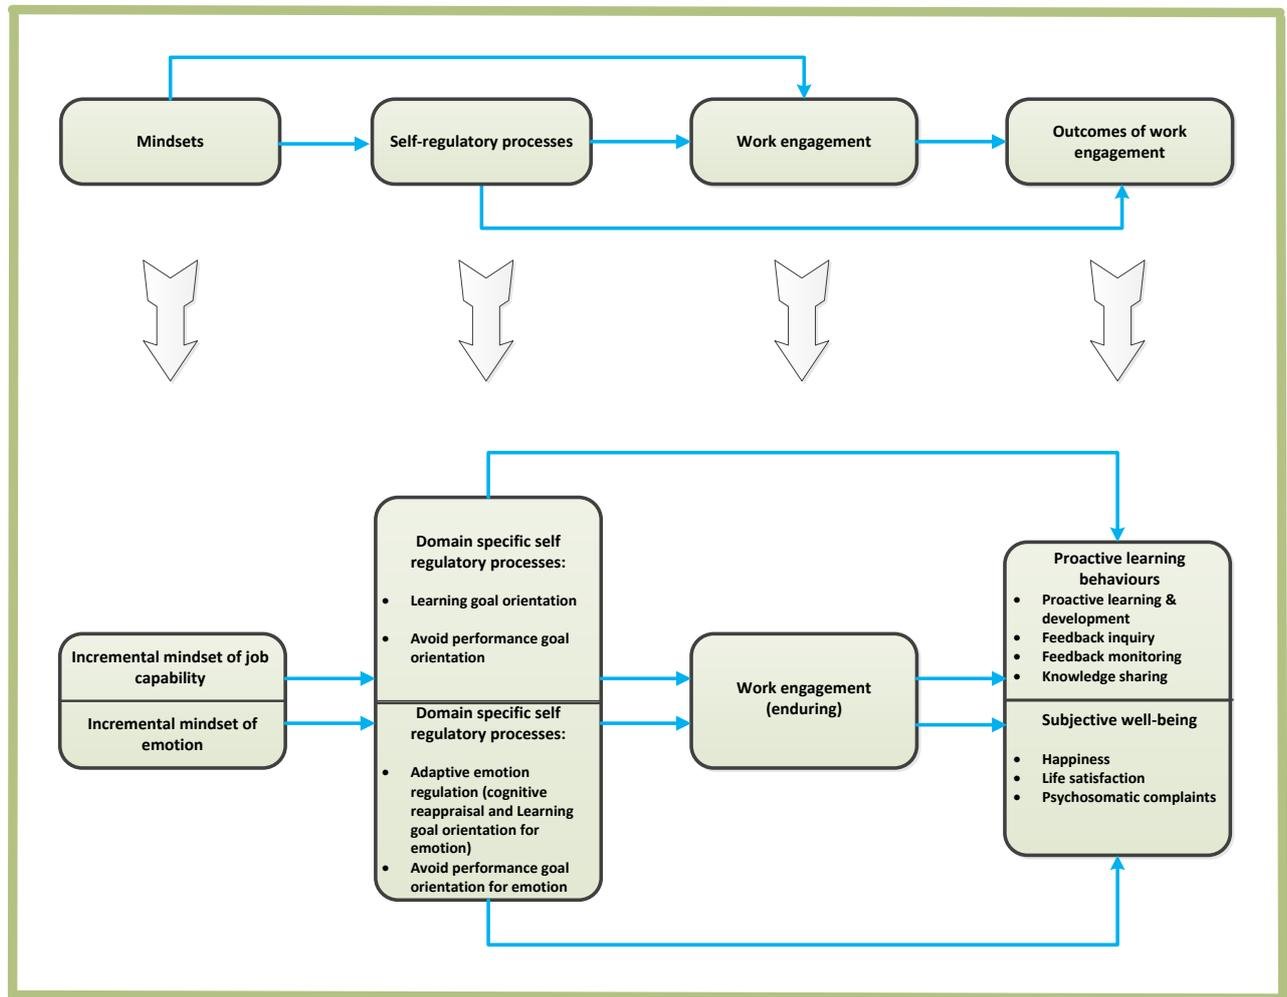 Mindsets
Self-regulatory processes
Work engagement
Outcomes of work
engagement
Incremental mindset of job
capability
Incremental mindset of
emotion
Domain specific self
regulatory processes:
• Learning goal orientation
• Avoid performance goal
orientation
Domain specific self
regulatory processes:
• Adaptive emotion
regulation (cognitive
reappraisal and Learning
goal orientation for
emotion)
• Avoid performance goal
orientation for emotion
Work engagement
(enduring)
Proactive learning
behaviours
• Proactive learning &
development
• Feedback inquiry
• Feedback monitoring
• Knowledge sharing
Subjective well-being
• Happiness
• Life satisfaction
• Psychosomatic complaints